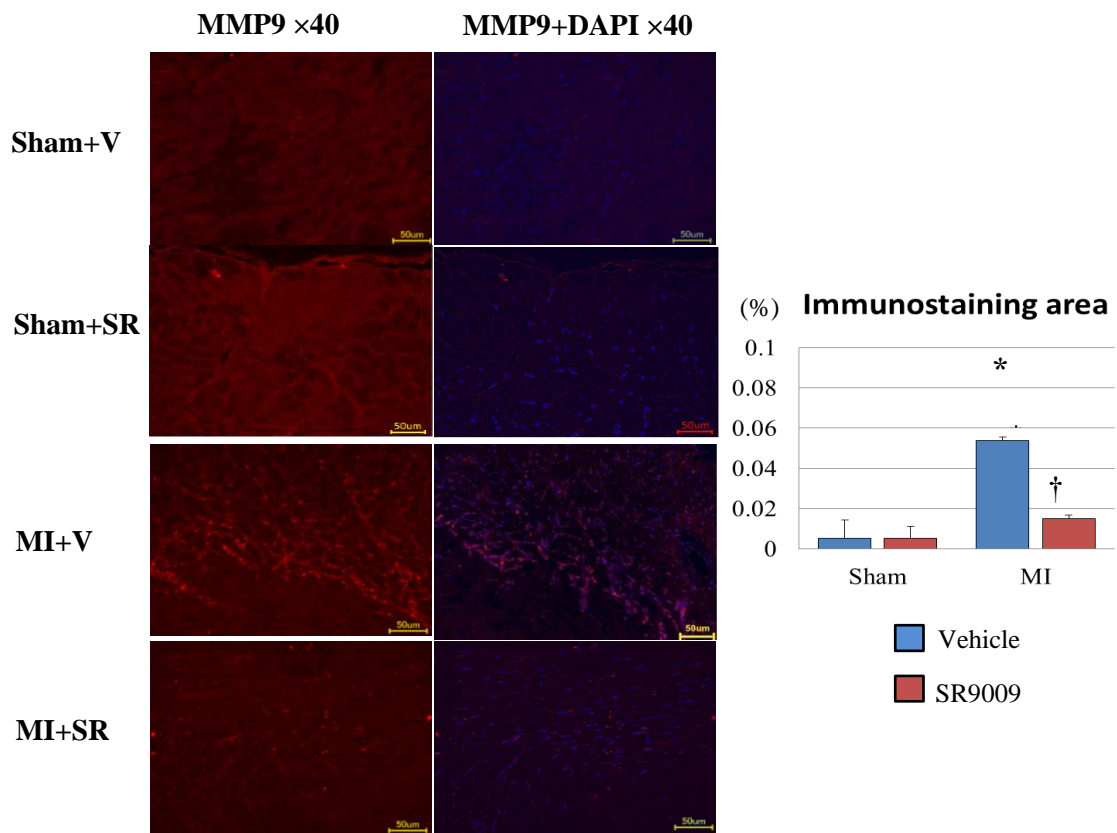 MMP9 ×40 MMP9+DAPI ×40
Sham+V
50um 50um
Sham+SR
50um 50um
MI+V
50um 50um
MI+SR
50um 50um
(%) Immunostaining area
0.1
*
0.08
0.06
0.04
†
0.02
0
Sham MI
Vehicle
SR9009